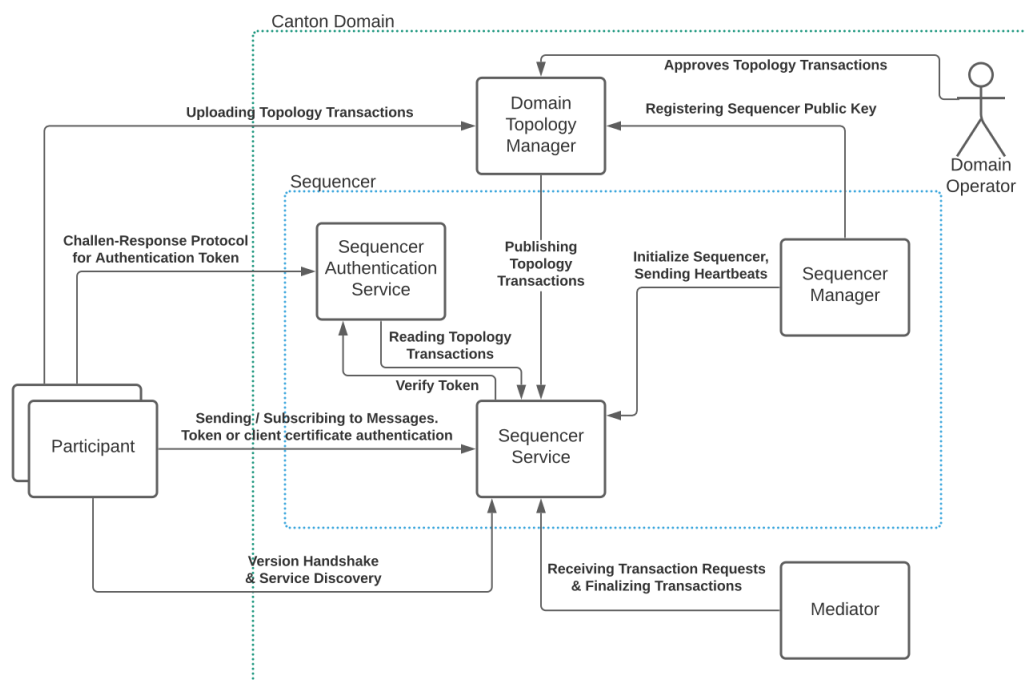 Canton Domain
Approves Topology Transactions
Domain
Topology
Manager
Uploading Topology Transactions
Registering Sequencer Public Key
Domain
Operator
Sequencer
Challen-Response Protocol
for Authentication Token
Sequencer
Authentication
Service
Publishing
Topology
Transactions
Initialize Sequencer,
Sending Heartbeats
Sequencer
Manager
Reading Topology
Transactions
Verify Token
Participant
Sending / Subscribing to Messages.
Token or client certificate authentication
Sequencer
Service
Version Handshake
& Service Discovery
Receiving Transaction Requests
& Finalizing Transactions
Mediator